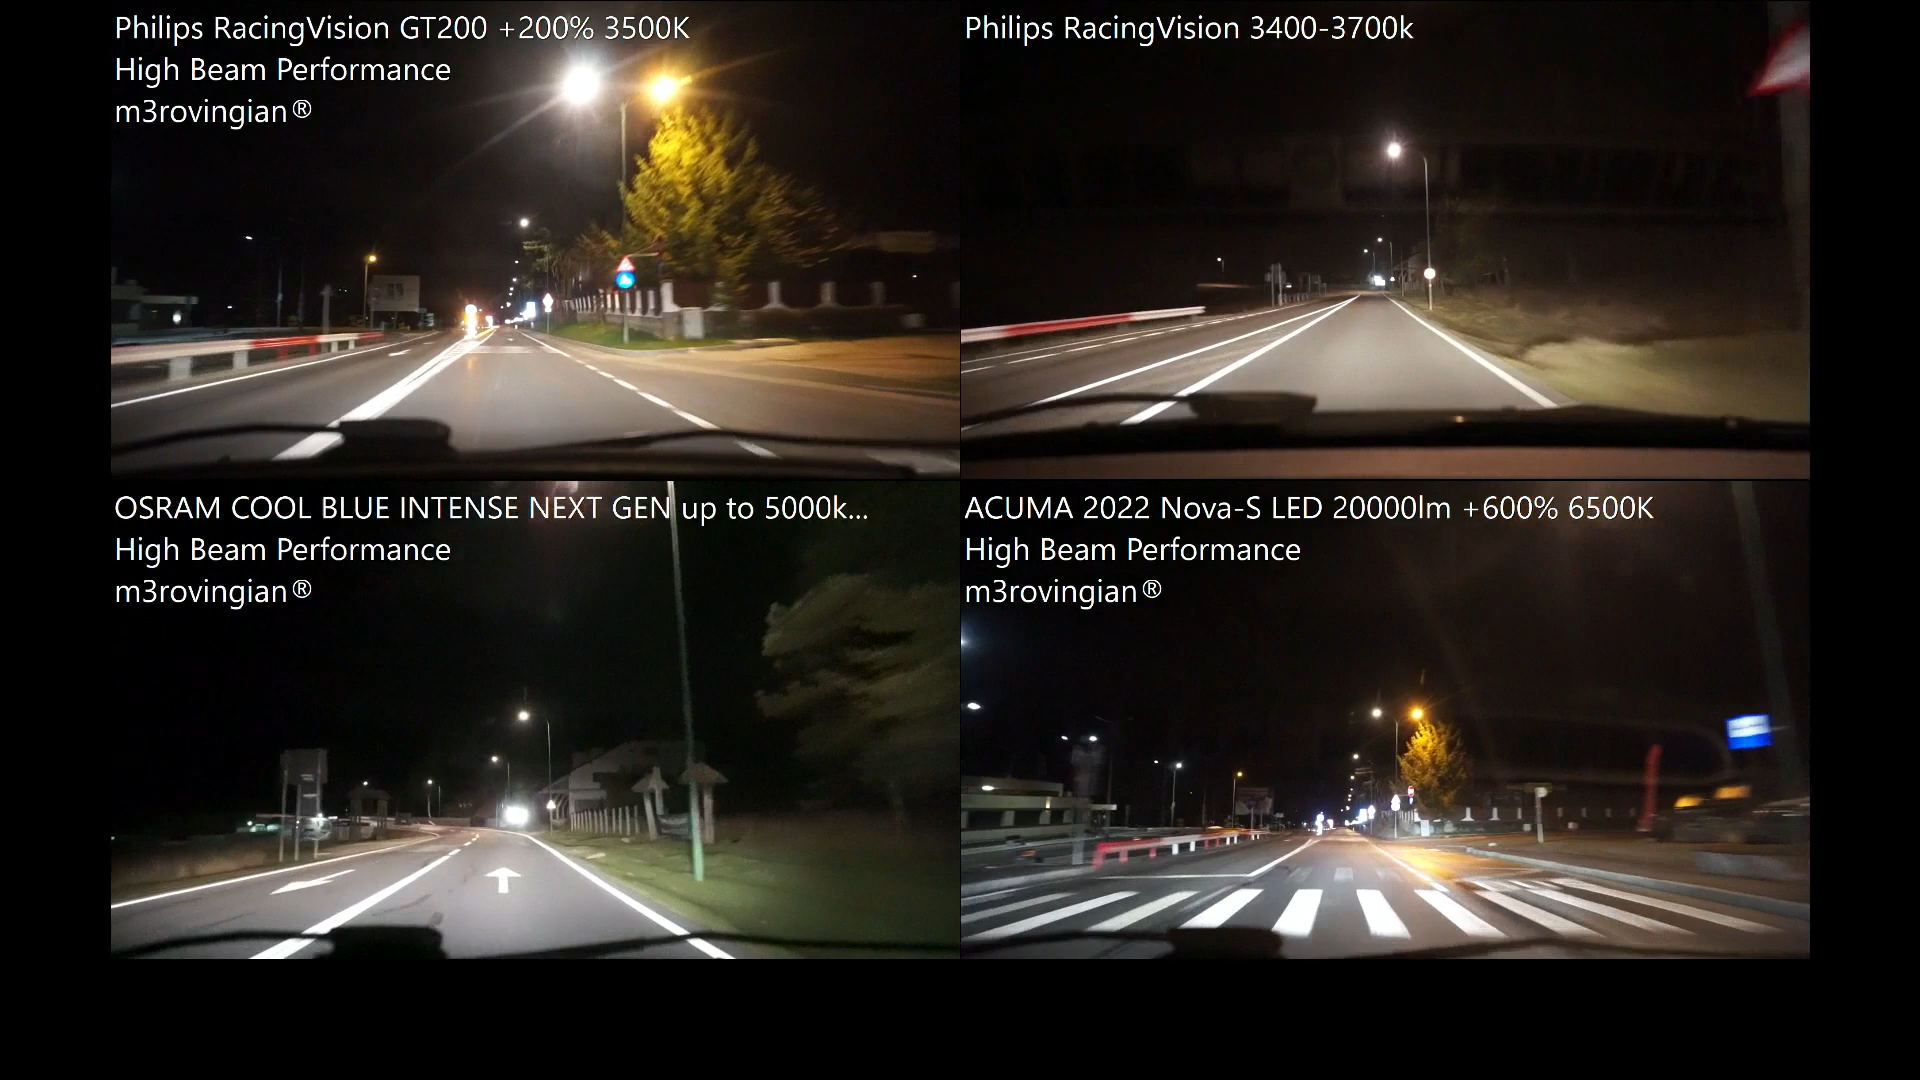 Philips RacingVision GT200 +200% 3500K
High Beam Performance
m3rovingian®
Philips RacingVision 3400-3700k
OSRAM COOL BLUE INTENSE NEXT GEN up to 5000k...
High Beam Performance
m3rovingian®
ACUMA 2022 Nova-S LED 20000lm +600% 6500K
High Beam Performance
m3rovingian®